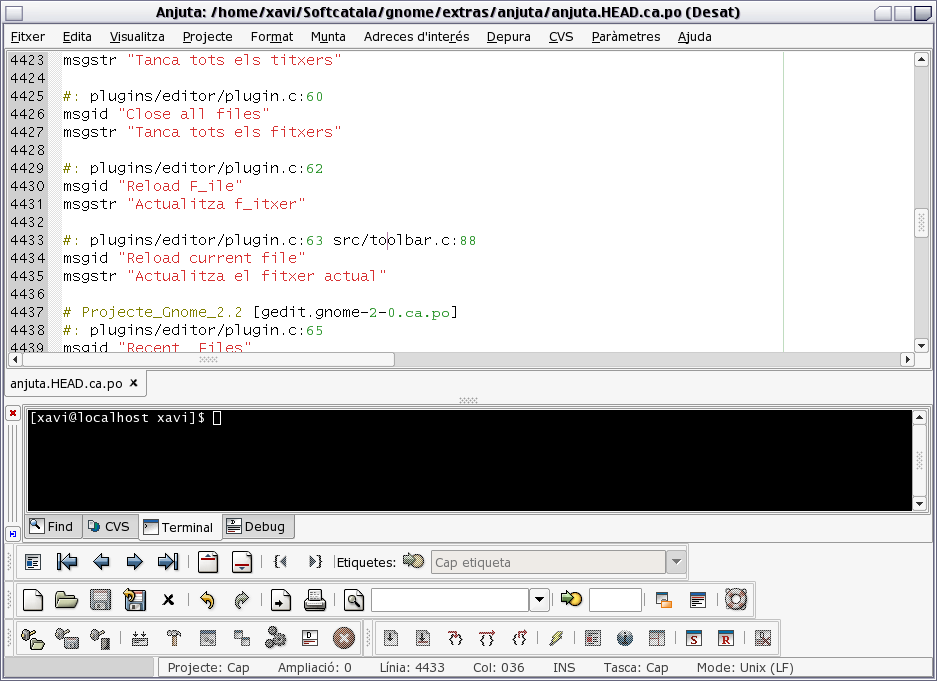 Anjuta: /home/xavi/Softcatala/gnome/extras/anjuta/anjuta.HEAD.ca.po (Desat)
Fitxer Edita Visualitza Projecte Format Munta Adreces d'interés Depura CVS Paràmetres Ajuda
4423 msgstr "Tanca tots els titxers"
4424
4425 #: plugins/editor/plugin.c:60
4426 msgid "Close all files"
4427 msgstr "Tanca tots els fitxers"
4428
4429 #: plugins/editor/plugin.c:62
4430 msgid "Reload F_ile"
4431 msgstr "Actualitza f_itxer"
4432
4433 #: plugins/editor/plugin.c:63 src/toolbar.c:88
4434 msgid "Reload current file"
4435 msgstr "Actualitza el fitxer actual"
4436
4437 # Projecte_Gnome_2.2 [gedit.gnome-2-0.ca.po]
4438 #: plugins/editor/plugin.c:65
4439 msgid "Recent _Files"
anjuta.HEAD.ca.po
[xavi@localhost xavi]$
Find CVS Terminal Debug
Etiquetes: Cap etiqueta
Projecte: Cap Ampliació: 0 Línia: 4433 Col: 036 INS Tasca: Cap Mode: Unix (LF)